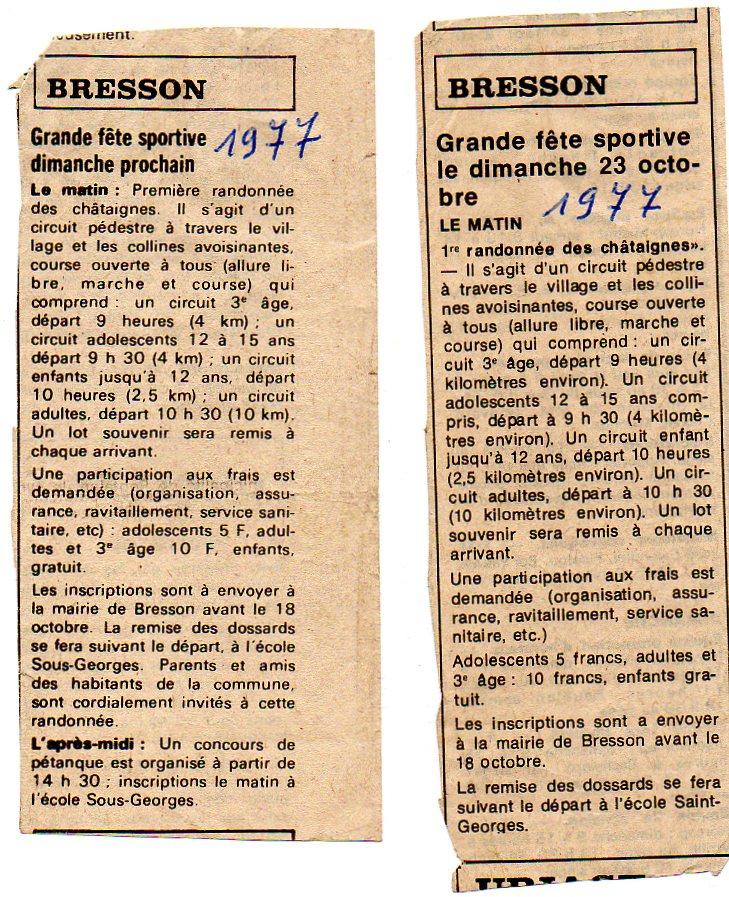 BRESSON
Grande fête sportive
dimanche prochain
1977
Le matin : Première randonnée
des châtaignes. Il s'agit d'un
circuit pédestre à travers le vil-
lage et les collines avoisinantes,
course ouverte à tous (allure li-
bre, marche et course) qui
comprend : un circuit 3e âge,
départ 9 heures (4 km) ; un
circuit adolescents 12 à 15 ans
départ 9 h 30 (4 km) ; un circuit
enfants jusqu'à 12 ans, départ
10 heures (2,5 km) ; un circuit
adultes, départ 10 h 30 (10 km).
Un lot souvenir sera remis à
chaque arrivant.
Une participation aux frais est
demandée (organisation, assu-
rance, ravitaillement, service sani-
taire, etc) : adolescents 5 F, adul-
tes et 3e âge 10 F, enfants,
gratuit.
Les inscriptions sont à envoyer à
la mairie de Bresson avant le 18
octobre. La remise des dossards
se fera suivant le départ, à l'école
Sous-Georges. Parents et amis
des habitants de la commune,
sont cordialement invités à cette
randonnée.
L'après-midi : Un concours de
pétanque est organisé à partir de
14 h 30 ; inscriptions le matin à
l'école Sous-Georges.
BRESSON
Grande fête sportive
le dimanche 23 octo-
bre
1977
LE MATIN
1re randonnée des châtaignes».
— Il s'agit d'un circuit pédestre
à travers le village et les colli-
nes avoisinantes, course ouverte
à tous (allure libre, marche et
course) qui comprend : un cir-
cuit 3e âge, départ 9 heures (4
kilomètres environ). Un circuit
adolescents 12 à 15 ans com-
pris, départ à 9 h 30 (4 kilomè-
tres environ). Un circuit enfant
jusqu'à 12 ans, départ 10 heures
(2,5 kilomètres environ). Un cir-
cuit adultes, départ à 10 h 30
(10 kilomètres environ). Un lot
souvenir sera remis à chaque
arrivant.
Une participation aux frais est
demandée (organisation, assu-
rance, ravitaillement, service sa-
nitaire, etc.)
Adolescents 5 francs, adultes et
3e âge : 10 francs, enfants gra-
tuit.
Les inscriptions sont a envoyer
à la mairie de Bresson avant le
18 octobre.
La remise des dossards se fera
suivant le départ à l'école Saint-
Georges.